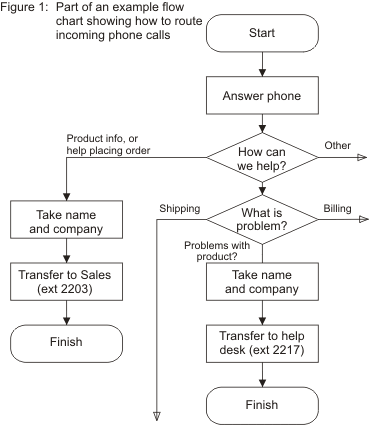 Figure 1: Part of an example flow
chart showing how to route
incoming phone calls
Start
Answer phone
Product info, or
help placing order
How can
we help?
Other
Take name
and company
Transfer to Sales
(ext 2203)
Finish
Shipping
What is
problem?
Billing
Problems with
product?
Take name
and company
Transfer to help
desk (ext 2217)
Finish